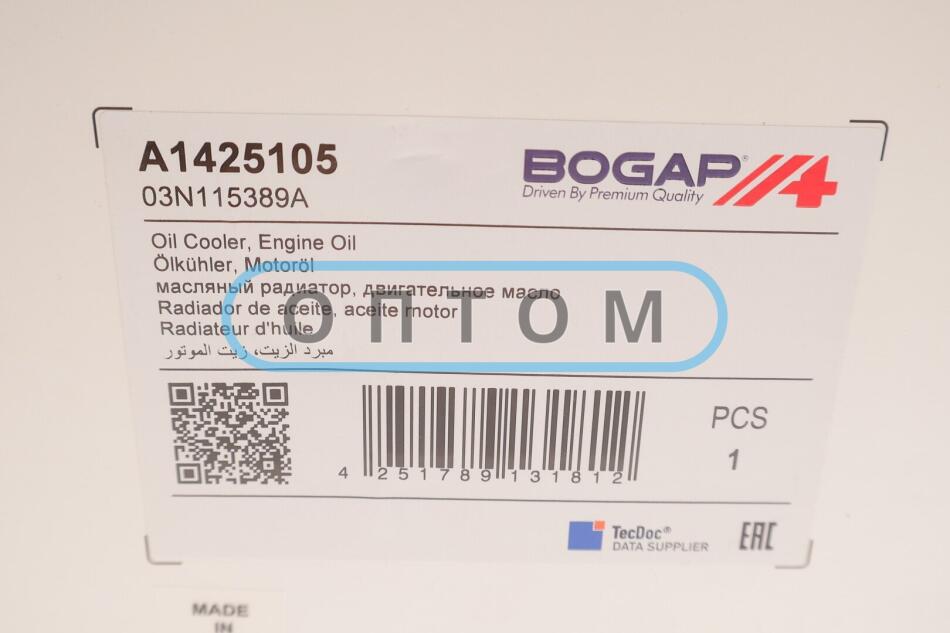 A1425105
03N115389A
BOGAP®
Driven By Premium Quality
Oil Cooler, Engine Oil
Ölkühler, Motoröl
масляный радиатор, двигательное масло
Radiador de aceite, aceite motor
Radiateur d'huile
مبرد الزيت، زيت الموتور
ОПТОМ
4 251789 131812
PCS
1
TecDoc®
DATA SUPPLIER
EAC
MADE
IN